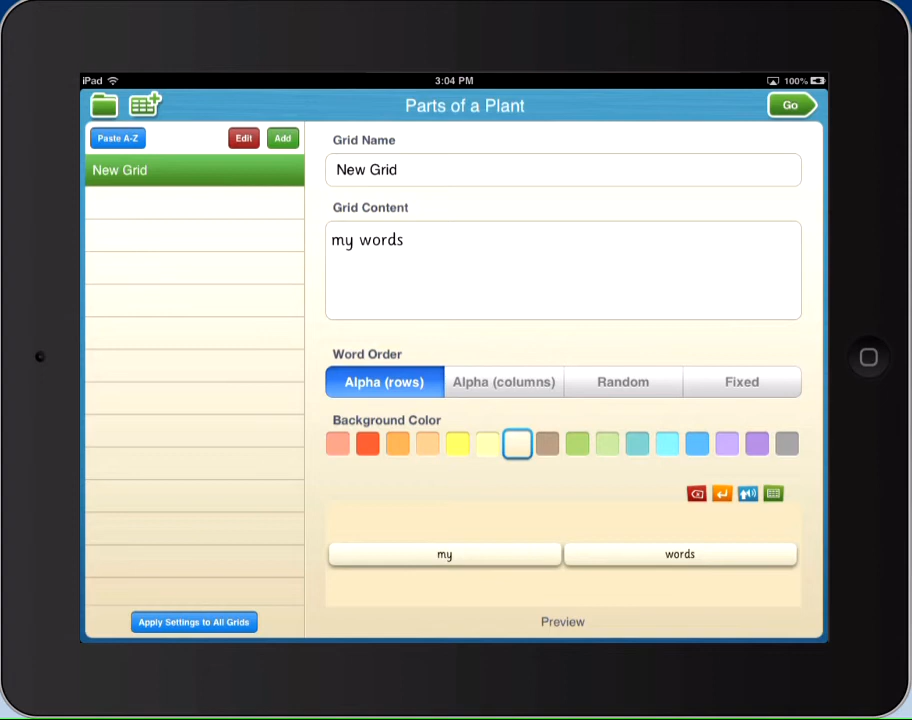 iPad 3:04 PM 100%
Parts of a Plant Go
Paste A-Z Edit Add
New Grid
Grid Name
New Grid
Grid Content
my words
Word Order
Alpha (rows) Alpha (columns) Random Fixed
Background Color
my words
Preview
Apply Settings to All Grids